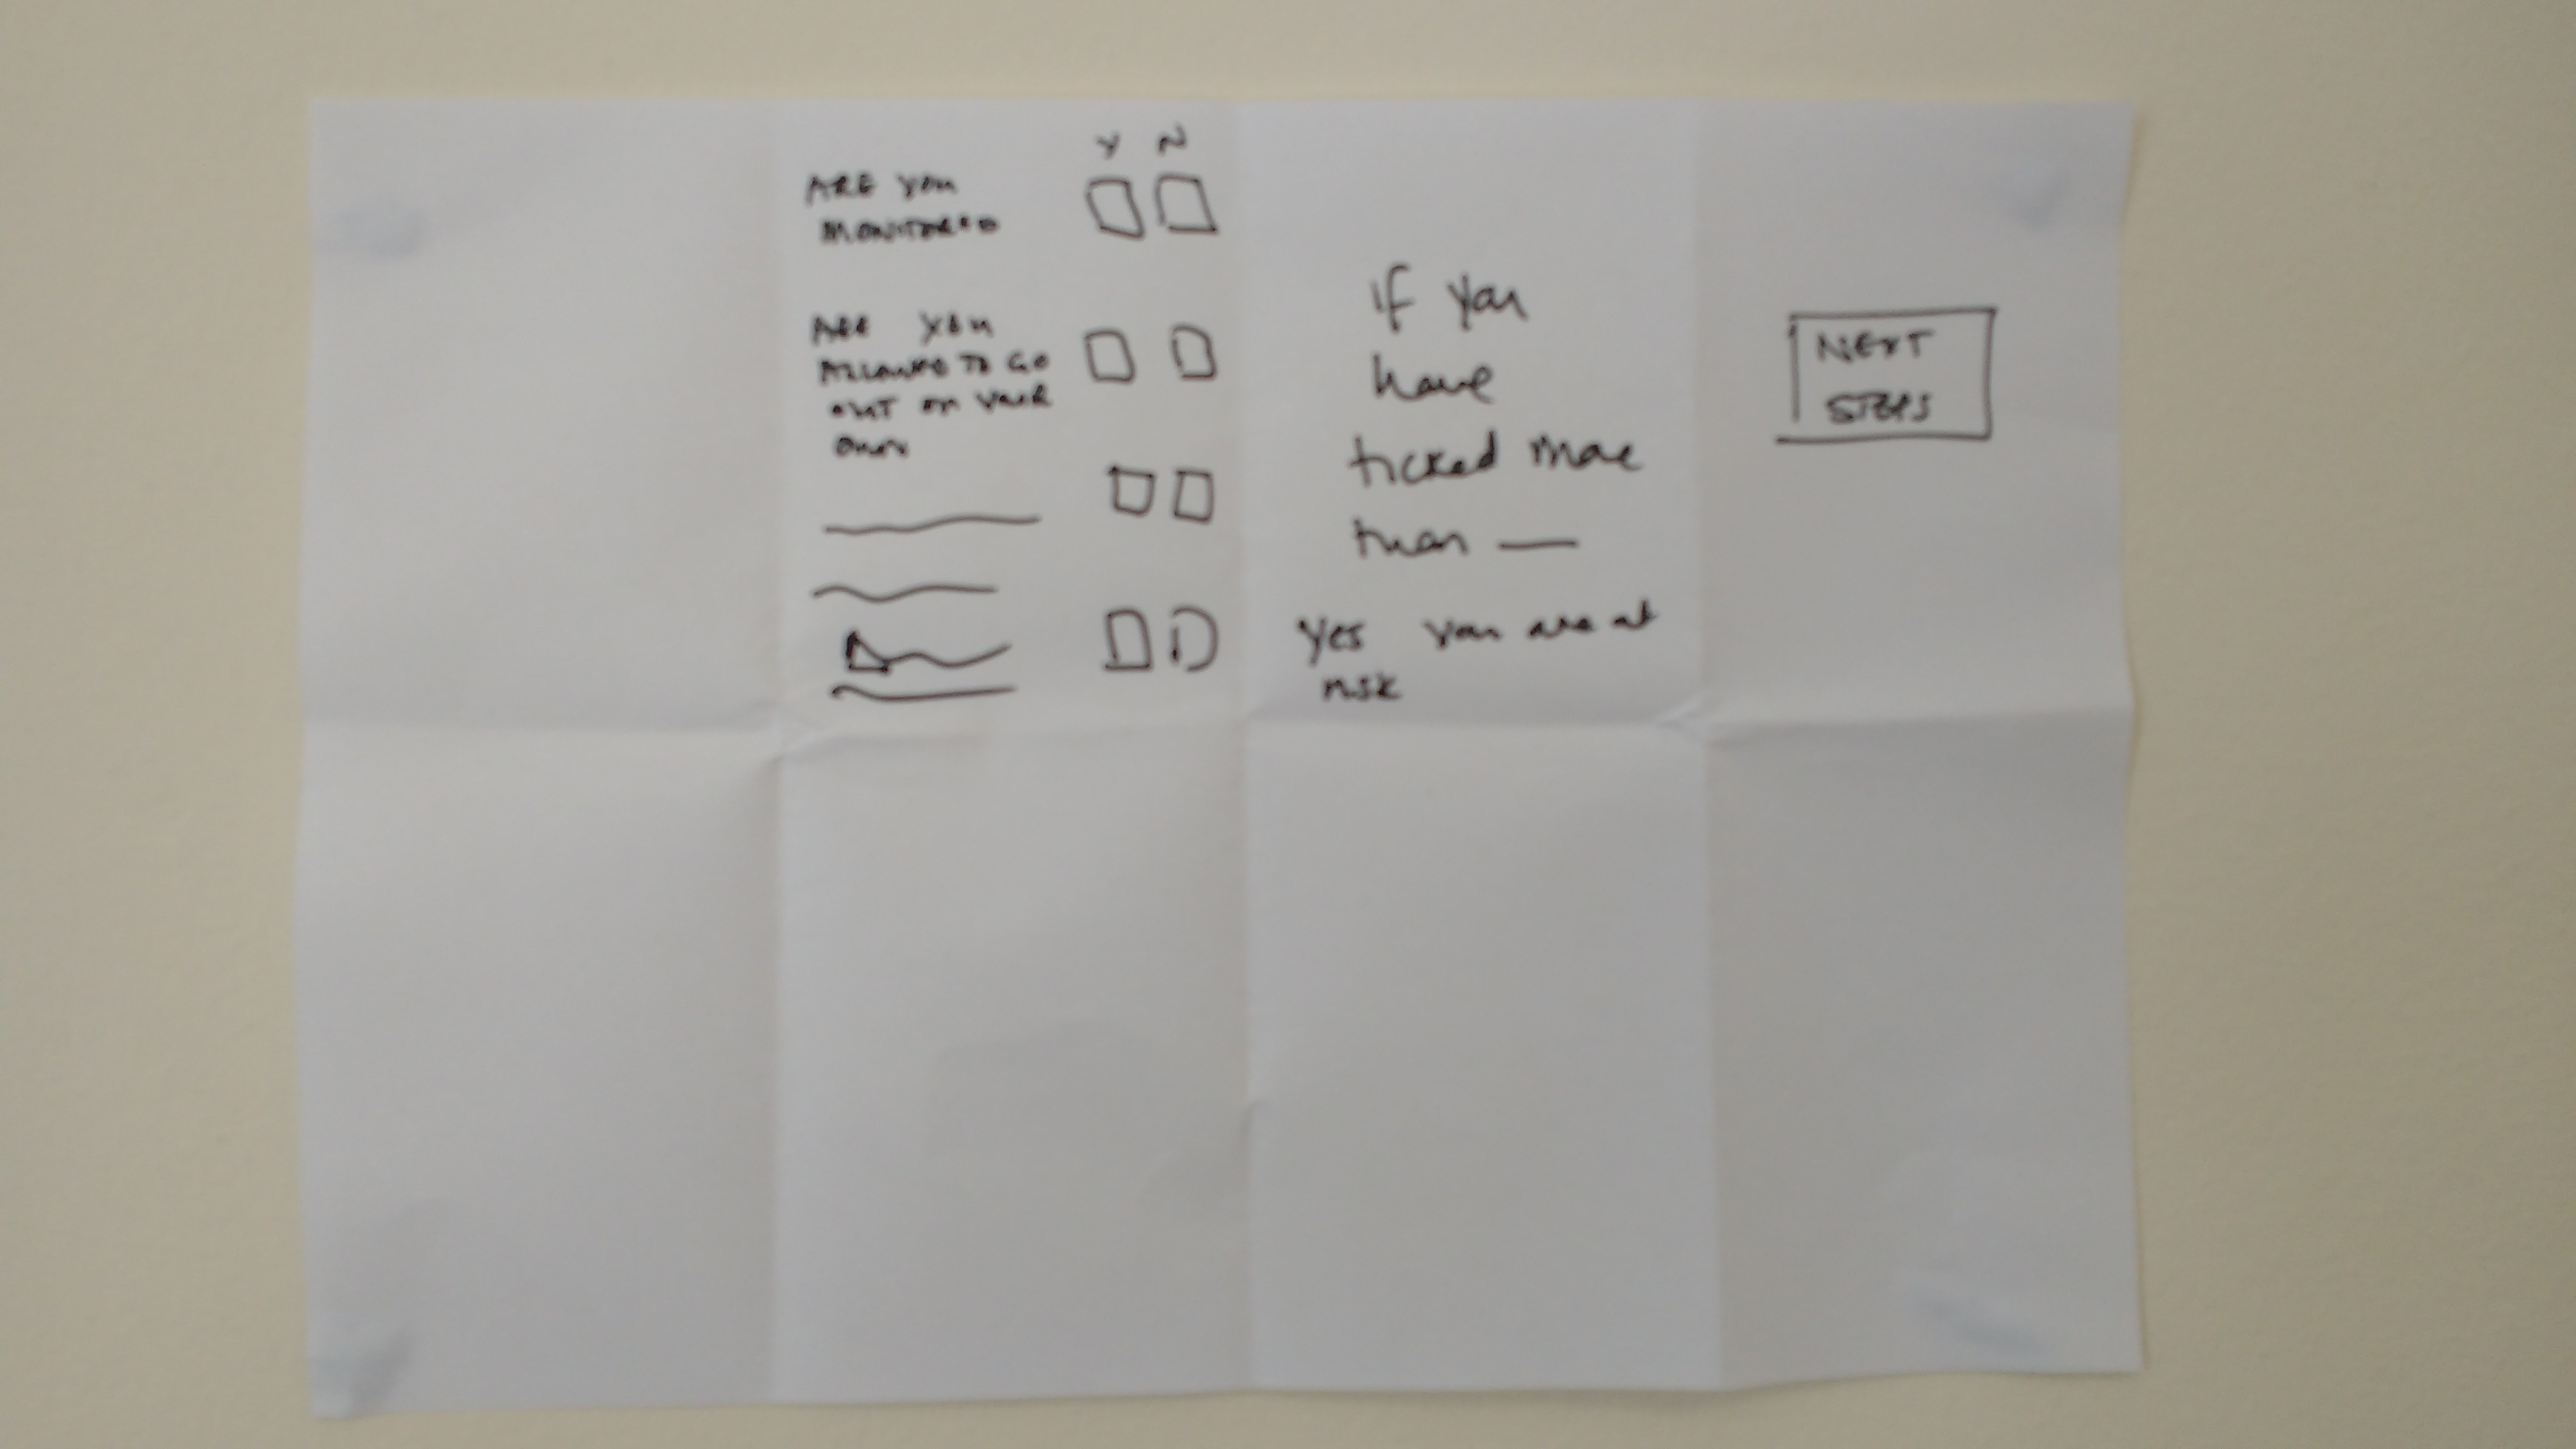 Y N
ARE YOU
MONITORED
ARE YOU
ALLOWED TO GO
OUT ON YOUR
OWN
if you
have
ticked more
than —
yes you are at
risk
NEXT
STEPS